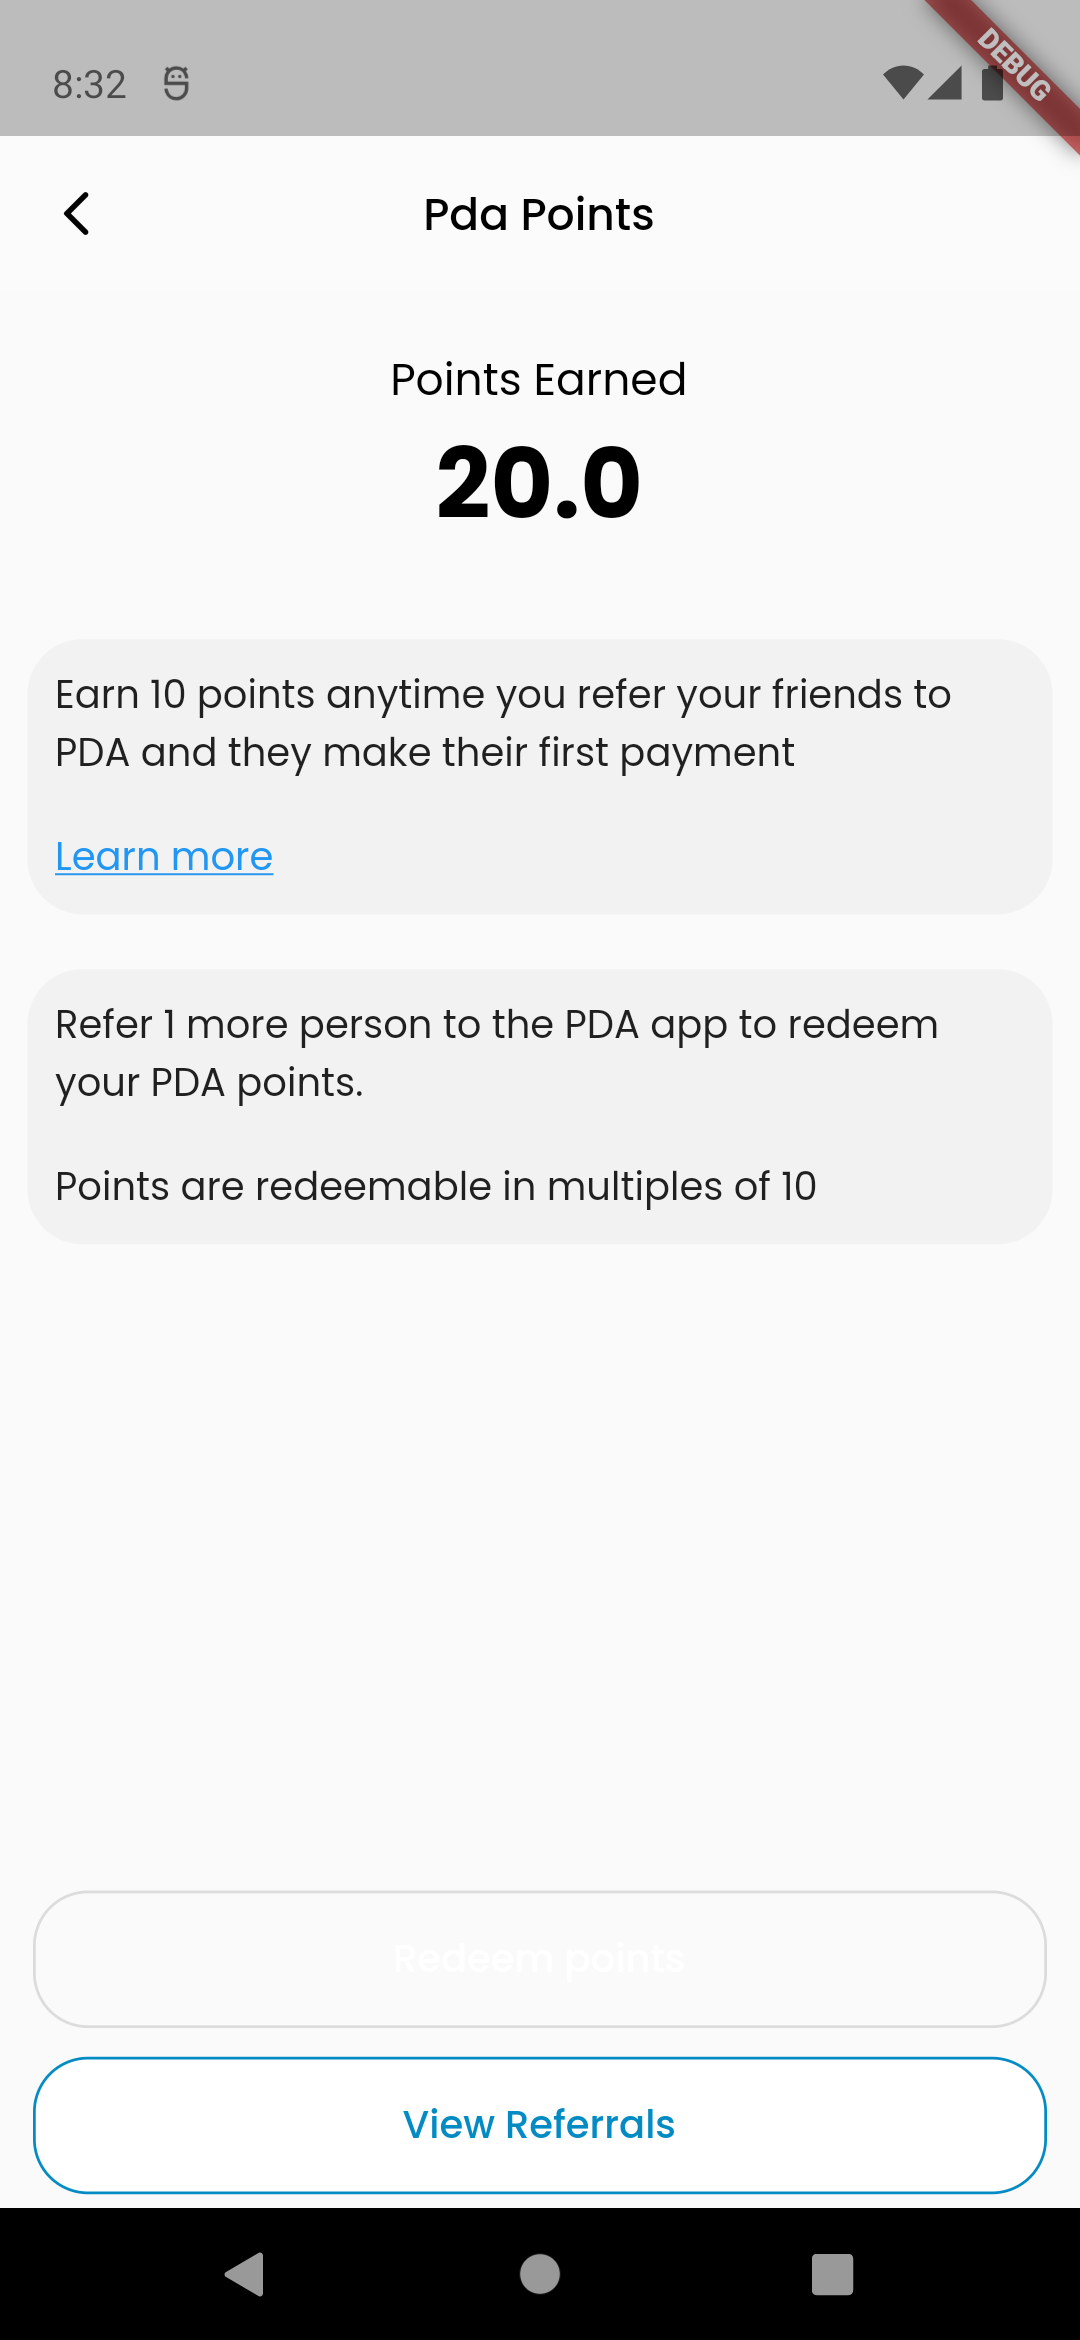 8:32
DEBUG
Pda Points
Points Earned
20.0
Earn 10 points anytime you refer your friends to
PDA and they make their first payment
Learn more
Refer 1 more person to the PDA app to redeem
your PDA points.
Points are redeemable in multiples of 10
Redeem points
View Referrals